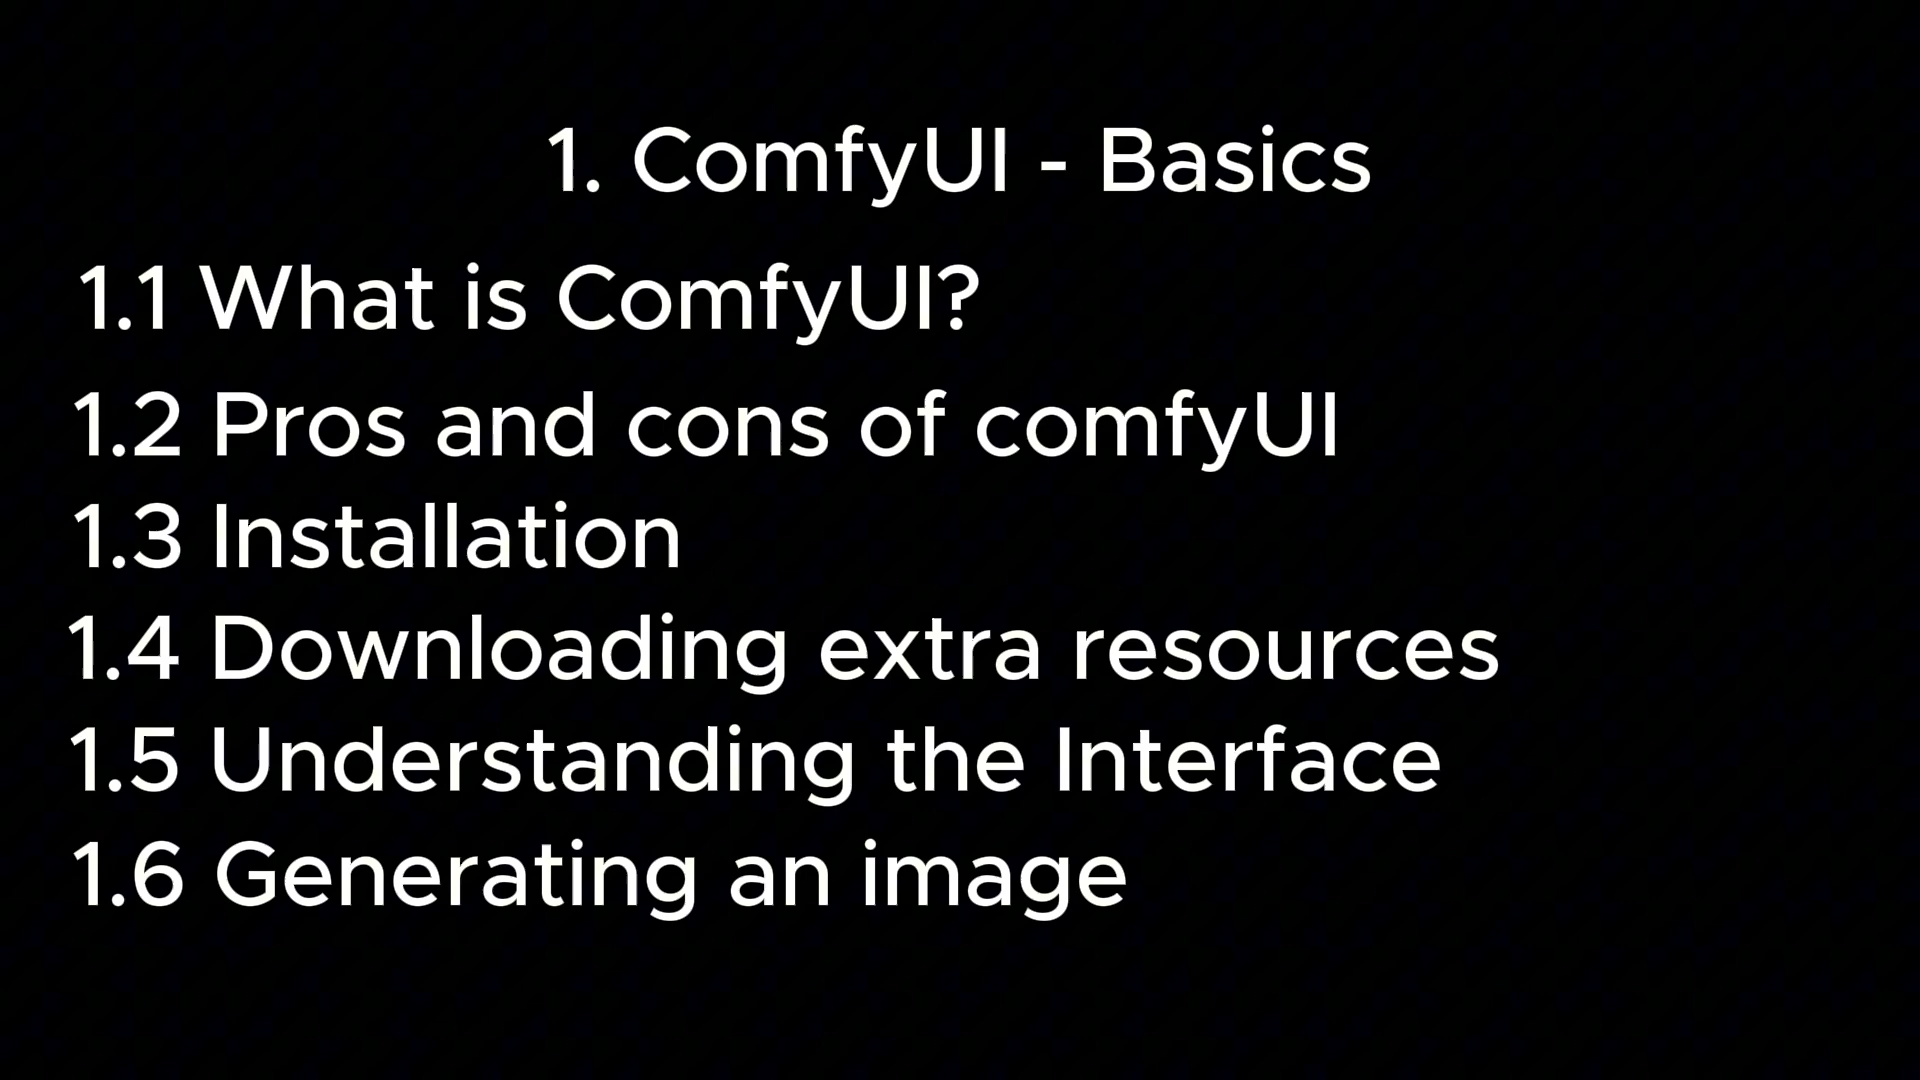 1. ComfyUI - Basics
1.1 What is ComfyUI?
1.2 Pros and cons of comfyUI
1.3 Installation
1.4 Downloading extra resources
1.5 Understanding the Interface
1.6 Generating an image